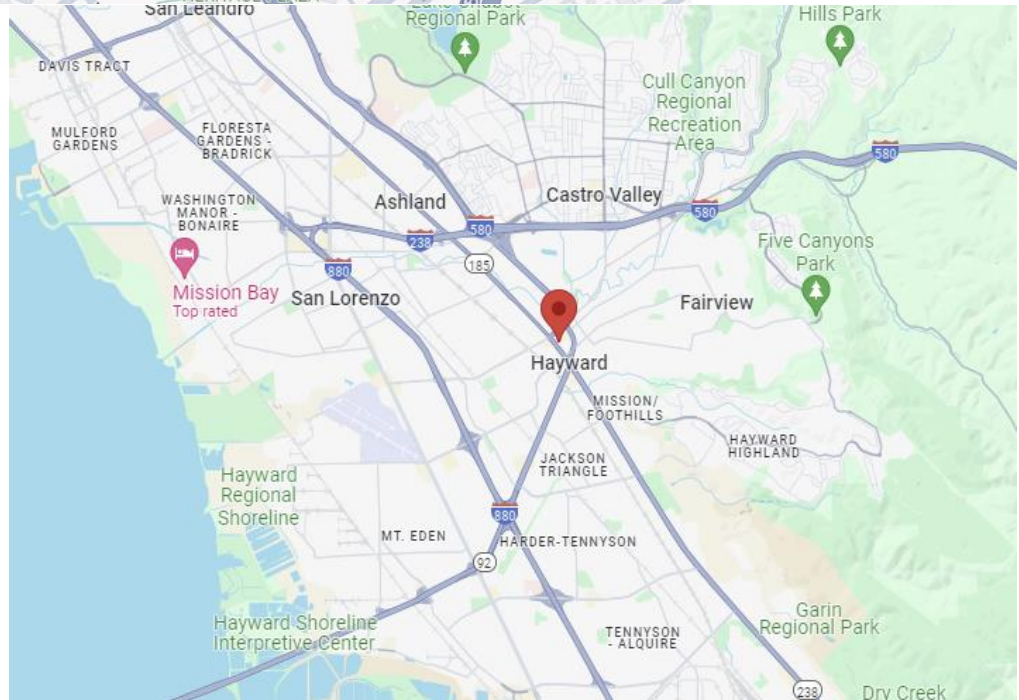 San Leandro
Lake Chabot
Regional Park
Hills Park
DAVIS TRACT
Cull Canyon
Regional
Recreation
Area
MULFORD
GARDENS
FLORESTA
GARDENS -
BRADRICK
580
WASHINGTON
MANOR -
BONAIRE
Ashland
Castro Valley
580
580
238
185
880
Five Canyons
Park
Mission Bay
Top rated
San Lorenzo
Fairview
Hayward
MISSION/
FOOTHILLS
HAYWARD
HIGHLAND
JACKSON
TRIANGLE
Hayward
Regional
Shoreline
880
MT. EDEN
HARDER-TENNYSON
92
Hayward Shoreline
Interpretive Center
Garin
Regional Park
TENNYSON
- ALQUIRE
238
Dry Creek